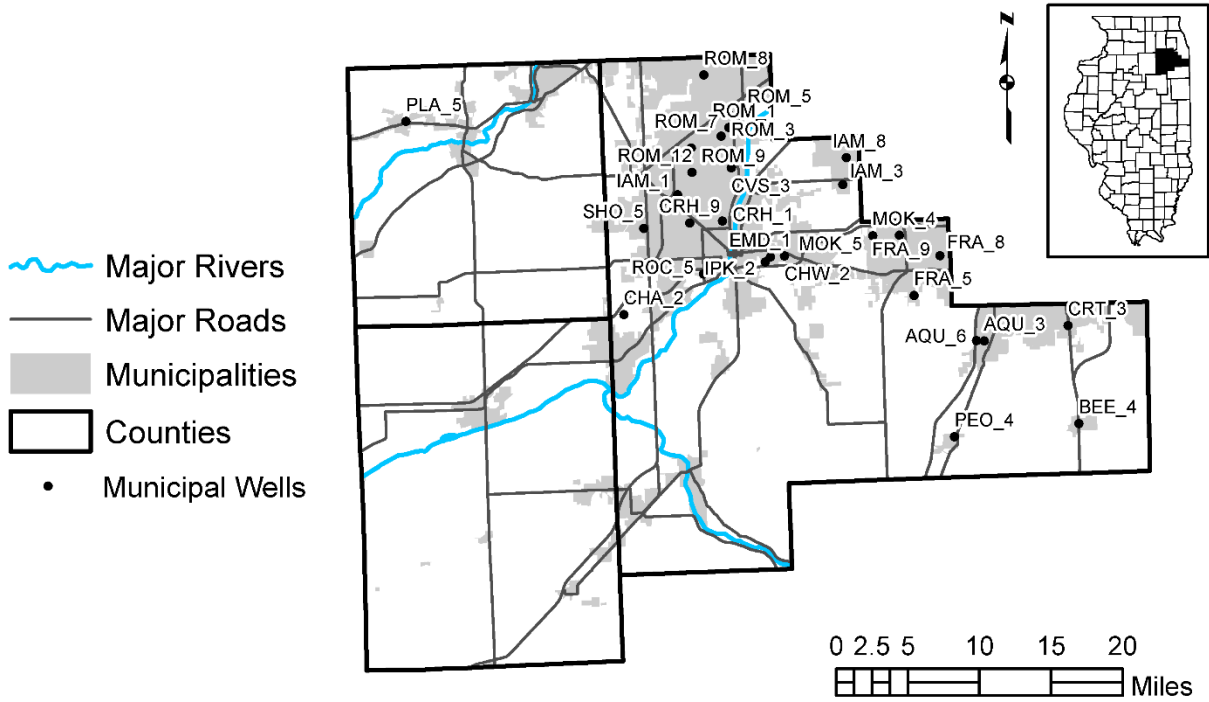 N
ROM_8
PLA_5
ROM_5
ROM_1
ROM_7
ROM_3
IAM_8
ROM_12
ROM_9
IAM_3
IAM_1
CVS_3
SHO_5
CRH_9
CRH_1
MOK_4
EMD_1
MOK_5
FRA_9
FRA_8
ROC_5
IPK_2
CHW_2
FRA_5
CHA_2
CRT_3
AQU_6
AQU_3
PEO_4
BEE_4
Major Rivers
Major Roads
Municipalities
Counties
Municipal Wells
0 2.5 5 10 15 20
Miles